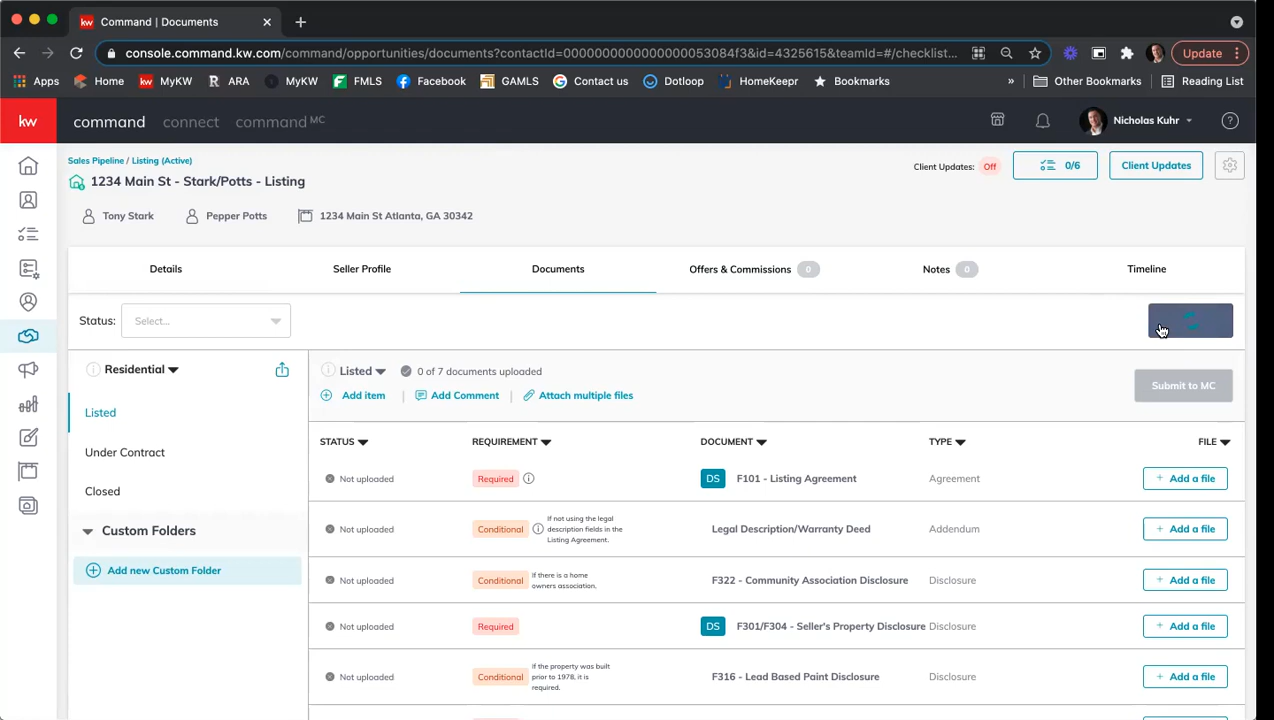 kw Command | Documents
console.command.kw.com/command/opportunities/documents?contactId=00000000000000000053084f3&id=4325615&teamId=#/checklist...
Update
Apps Home kw MyKW R ARA MyKW FMLS Facebook GAMLS Contact us Dotloop HomeKeepr Bookmarks » Other Bookmarks Reading List
kw command connect command MC Nicholas Kuhr
Sales Pipeline / Listing (Active)
Client Updates: Off 0/6 Client Updates
1234 Main St - Stark/Potts - Listing
Tony Stark Pepper Potts 1234 Main St Atlanta, GA 30342
Details Seller Profile Documents Offers & Commissions 0 Notes 0 Timeline
Status: Select...
Residential
Listed
Under Contract
Closed
Custom Folders
Add new Custom Folder
Listed 0 of 7 documents uploaded
Add item | Add Comment | Attach multiple files
Submit to MC
STATUS REQUIREMENT DOCUMENT TYPE FILE
Not uploaded Required DS F101 - Listing Agreement Agreement + Add a file
Not uploaded Conditional If not using the legal description fields in the Listing Agreement. Legal Description/Warranty Deed Addendum + Add a file
Not uploaded Conditional If there is a home owners association. F322 - Community Association Disclosure Disclosure + Add a file
Not uploaded Required DS F301/F304 - Seller's Property Disclosure Disclosure + Add a file
Not uploaded Conditional If the property was built prior to 1978, it is required. F316 - Lead Based Paint Disclosure Disclosure + Add a file